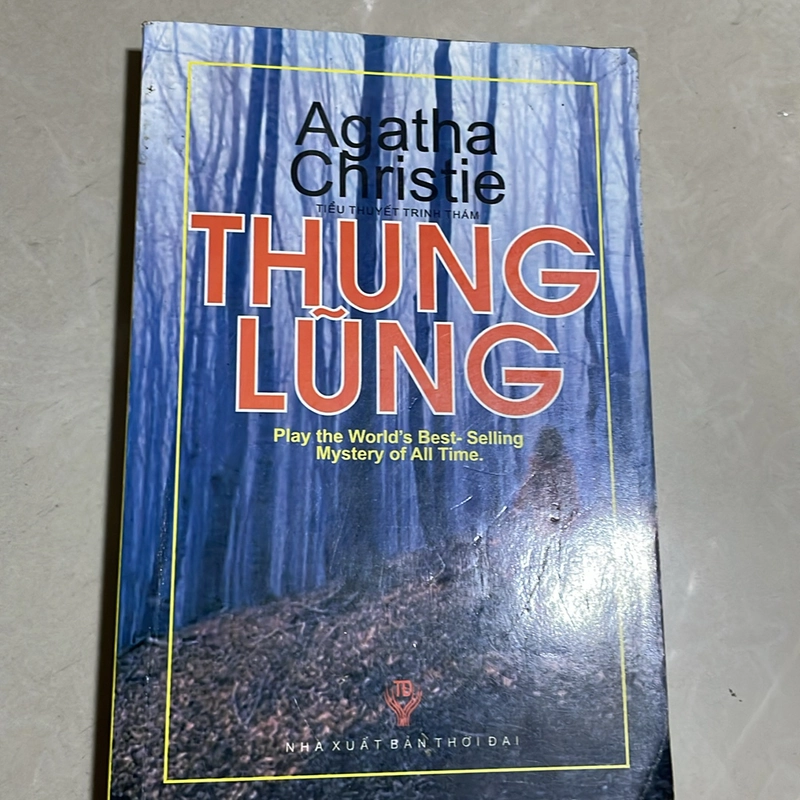 Agatha
Christie
TIỂU THUYẾT TRINH THÁM
THUNG
LŨNG
Play the World's Best- Selling
Mystery of All Time.
TĐ
NHÀ XUẤT BẢN THỜI ĐẠI